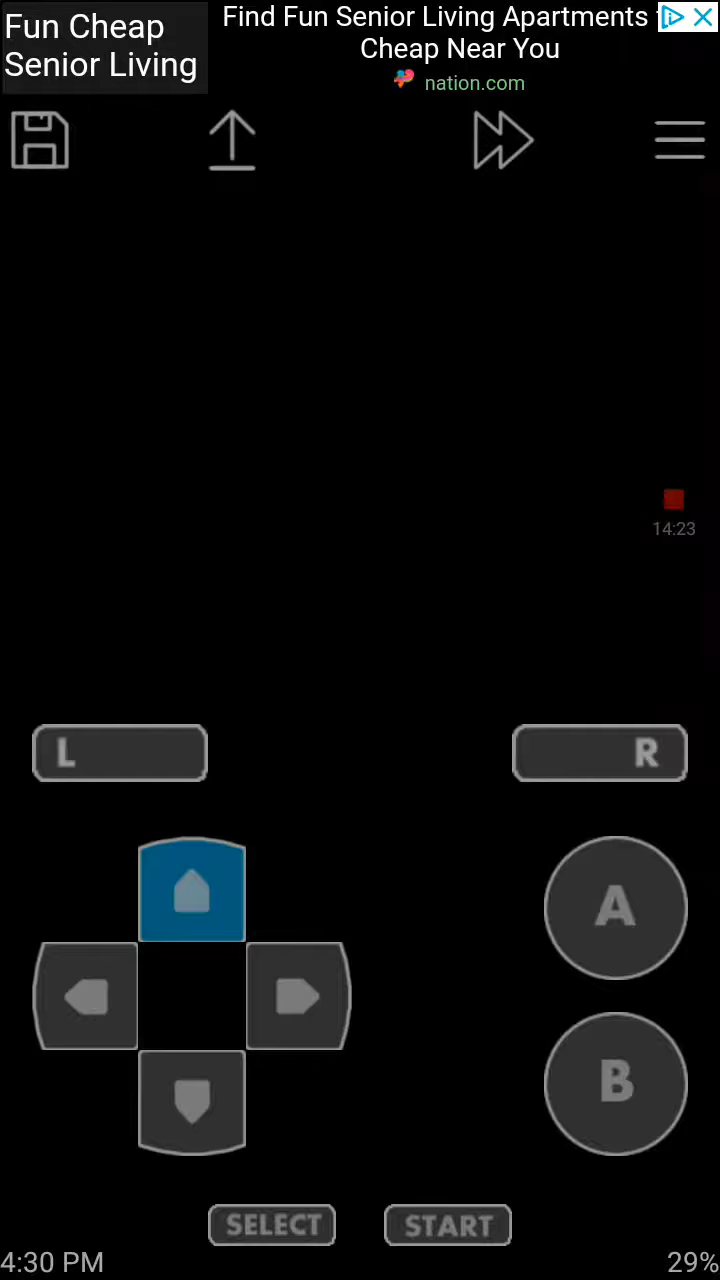 Fun Cheap
Senior Living
Find Fun Senior Living Apartments
Cheap Near You
nation.com
14:23
L
R
A
B
SELECT
START
4:30 PM
29%